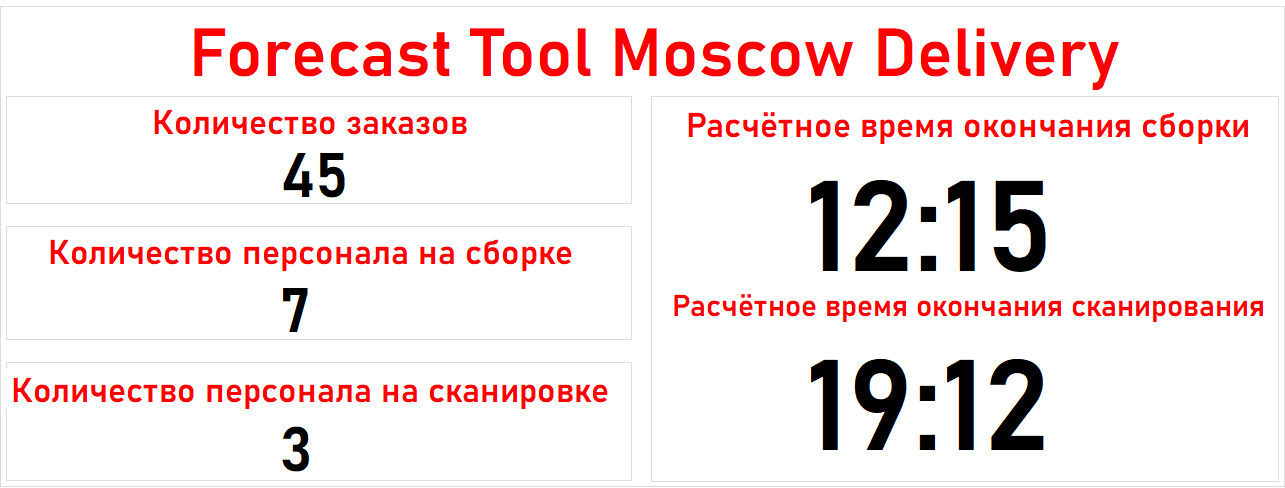 Forecast Tool Moscow Delivery
Количество заказов
45
Количество персонала на сборке
7
Количество персонала на сканировке
3
Расчётное время окончания сборки
12:15
Расчётное время окончания сканирования
19:12